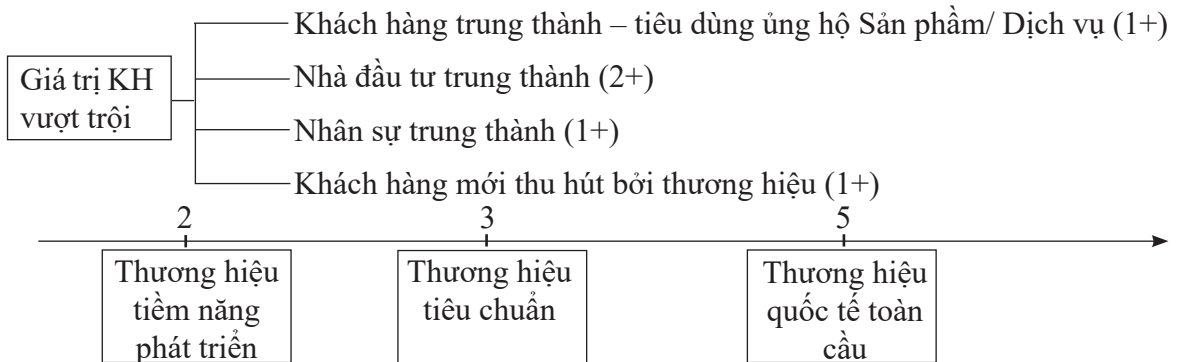 Khách hàng trung thành – tiêu dùng ủng hộ Sản phầm/ Dịch vụ (1+)
Giá trị KH
vượt trội
Nhà đầu tư trung thành (2+)
Nhân sự trung thành (1+)
Khách hàng mới thu hút bởi thương hiệu (1+)
2
3
5
Thương hiệu
tiềm năng
phát triển
Thương hiệu
tiêu chuẩn
Thương hiệu
quốc tế toàn
cầu